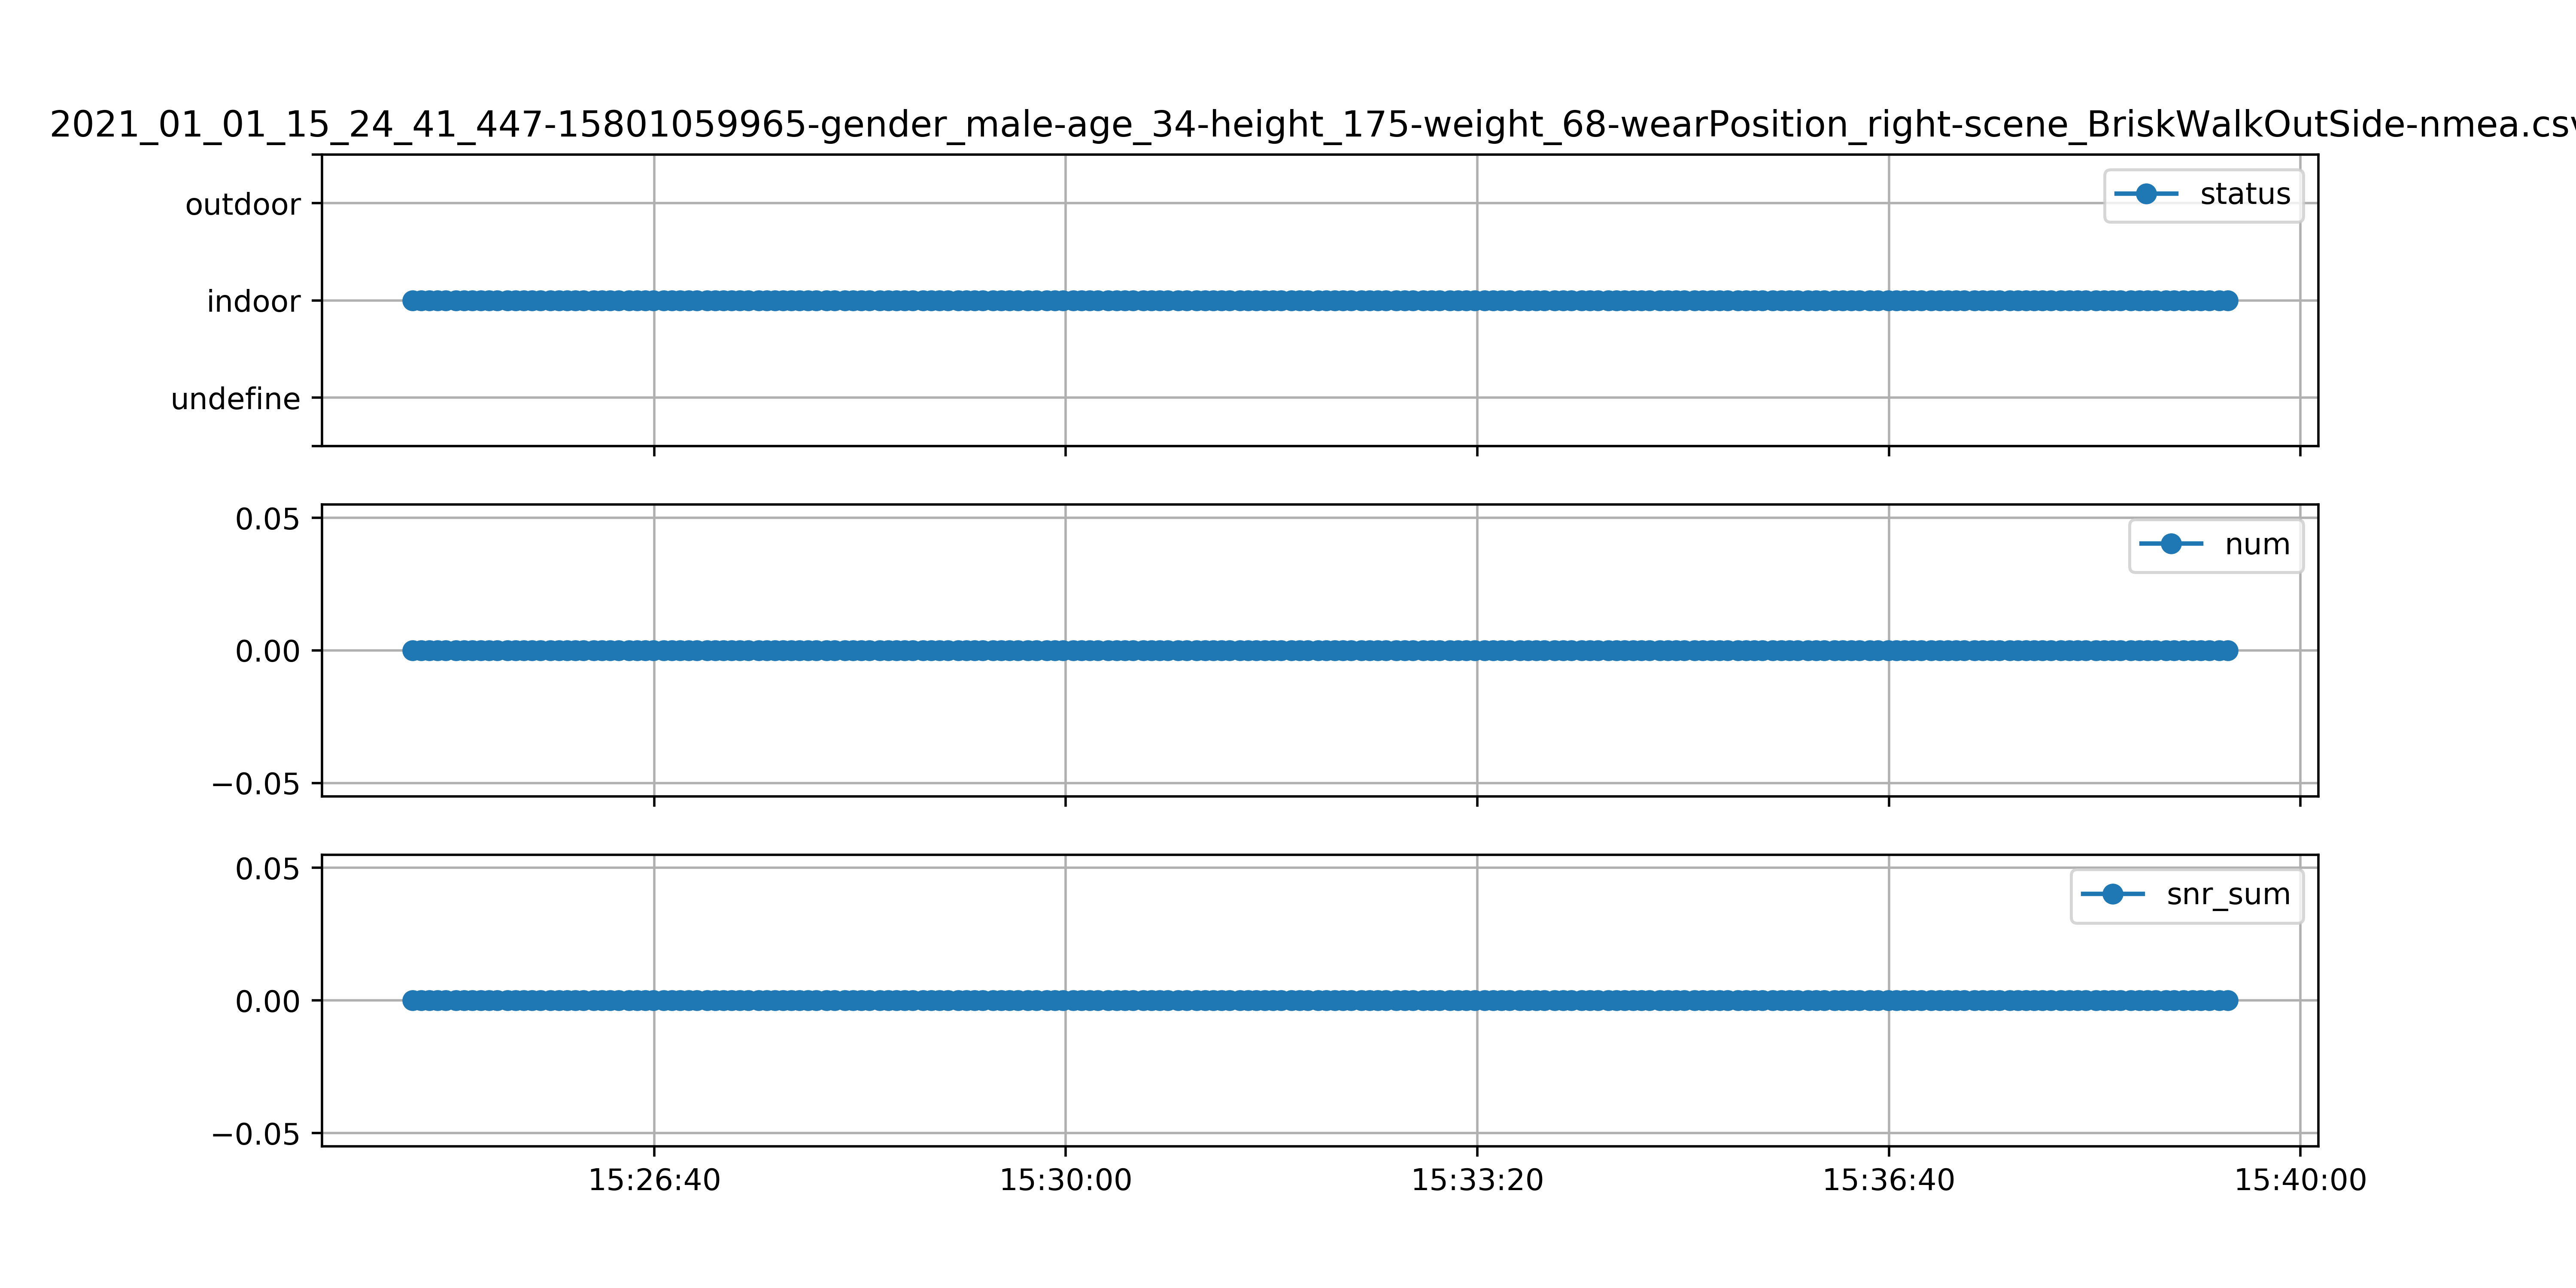 2021_01_01_15_24_41_447-15801059965-gender_male-age_34-height_175-weight_68-wearPosition_right-scene_BriskWalkOutSide-nmea.csv
status
outdoor
indoor
undefine
num
0.05
0.00
−0.05
snr_sum
0.05
0.00
−0.05
15:26:40 15:30:00 15:33:20 15:36:40 15:40:00